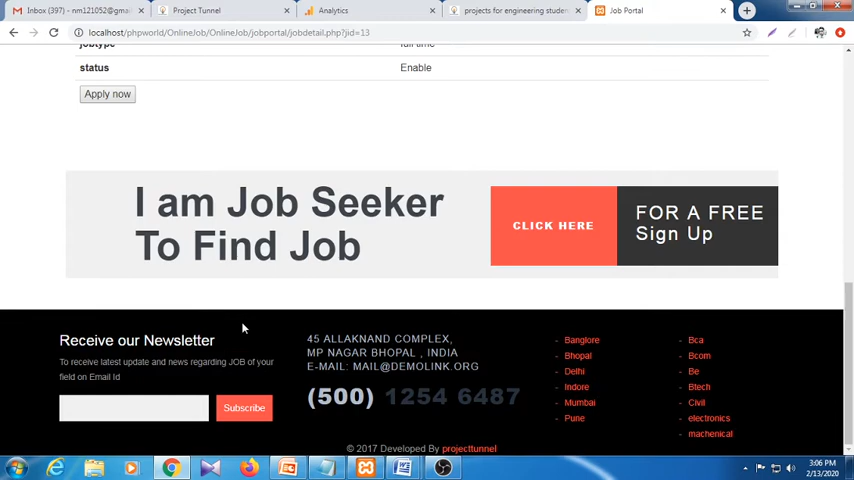 Inbox (397) - nm121052@gmai
Project Tunnel
Analytics
projects for engineering studen
Job Portal
localhost/phpworld/OnlineJob/OnlineJob/jobportal/jobdetail.php?jid=13
jobtype
full time
status
Enable
Apply now
I am Job Seeker
To Find Job
CLICK HERE
FOR A FREE
Sign Up
Receive our Newsletter
To receive latest update and news regarding JOB of your
field on Email Id
Subscribe
45 ALLAKNAND COMPLEX,
MP NAGAR BHOPAL , INDIA
E-MAIL: MAIL@DEMOLINK.ORG
(500) 1254 6487
- Banglore
- Bhopal
- Delhi
- Indore
- Mumbai
- Pune
- Bca
- Bcom
- Be
- Btech
- Civil
- electronics
- machenical
© 2017 Developed By projecttunnel
3:06 PM
2/13/2020